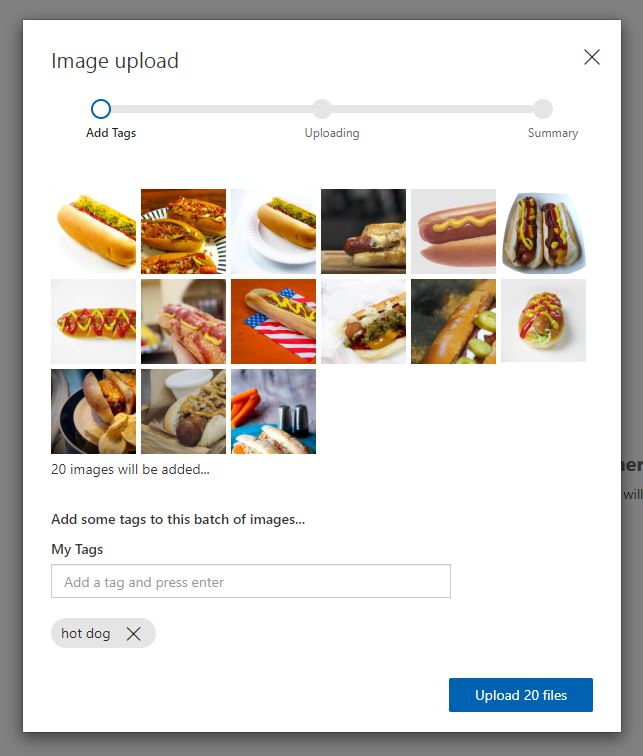 Image upload
Add Tags
Uploading
Summary
20 images will be added...
Add some tags to this batch of images...
My Tags
Add a tag and press enter
hot dog
Upload 20 files
will